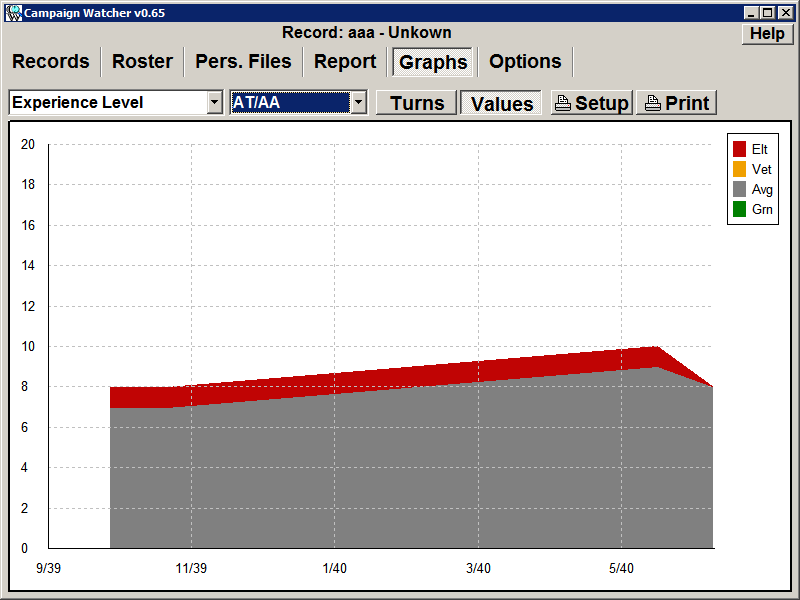 Campaign Watcher v0.65
Record: aaa - Unkown
Help
Records Roster Pers. Files Report Graphs Options
Experience Level AT/AA Turns Values Setup Print
20
18
16
14
12
10
8
6
4
2
0
9/39 11/39 1/40 3/40 5/40
Elt
Vet
Avg
Grn